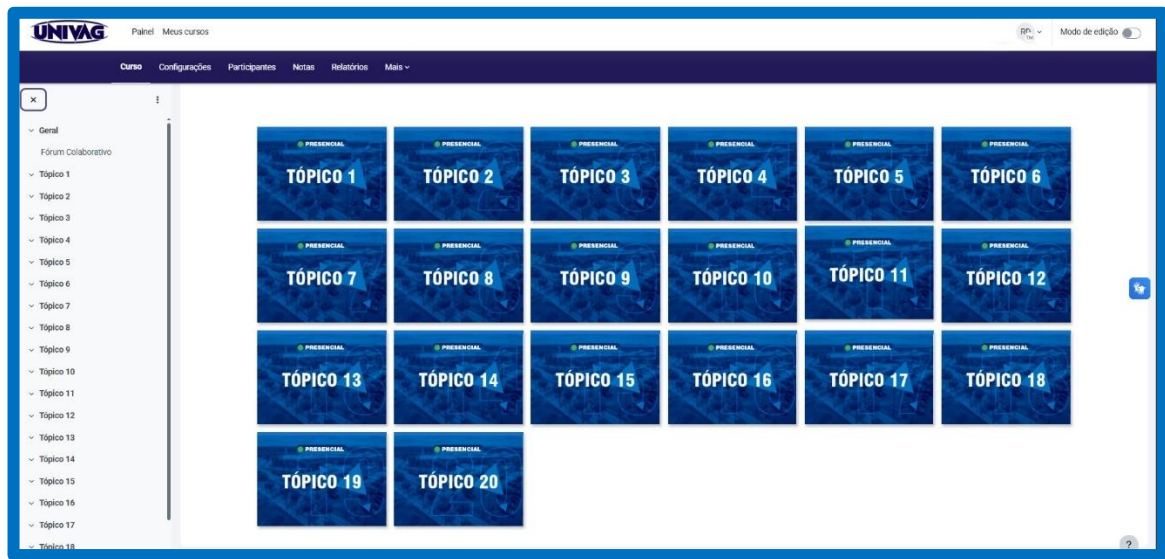 UNIVAG
Painel Meus cursos
Modo de edição
Curso Configurações Participantes Notas Relatórios Mais
Geral
Fórum Colaborativo
Tópico 1
Tópico 2
Tópico 3
Tópico 4
Tópico 5
Tópico 6
Tópico 7
Tópico 8
Tópico 9
Tópico 10
Tópico 11
Tópico 12
Tópico 13
Tópico 14
Tópico 15
Tópico 16
Tópico 17
Tópico 18
PRESENCIAL PRESENCIAL PRESENCIAL PRESENCIAL PRESENCIAL PRESENCIAL
TÓPICO 1 TÓPICO 2 TÓPICO 3 TÓPICO 4 TÓPICO 5 TÓPICO 6
PRESENCIAL PRESENCIAL PRESENCIAL PRESENCIAL PRESENCIAL PRESENCIAL
TÓPICO 7 TÓPICO 8 TÓPICO 9 TÓPICO 10 TÓPICO 11 TÓPICO 12
PRESENCIAL PRESENCIAL PRESENCIAL PRESENCIAL PRESENCIAL PRESENCIAL
TÓPICO 13 TÓPICO 14 TÓPICO 15 TÓPICO 16 TÓPICO 17 TÓPICO 18
PRESENCIAL PRESENCIAL
TÓPICO 19 TÓPICO 20
?